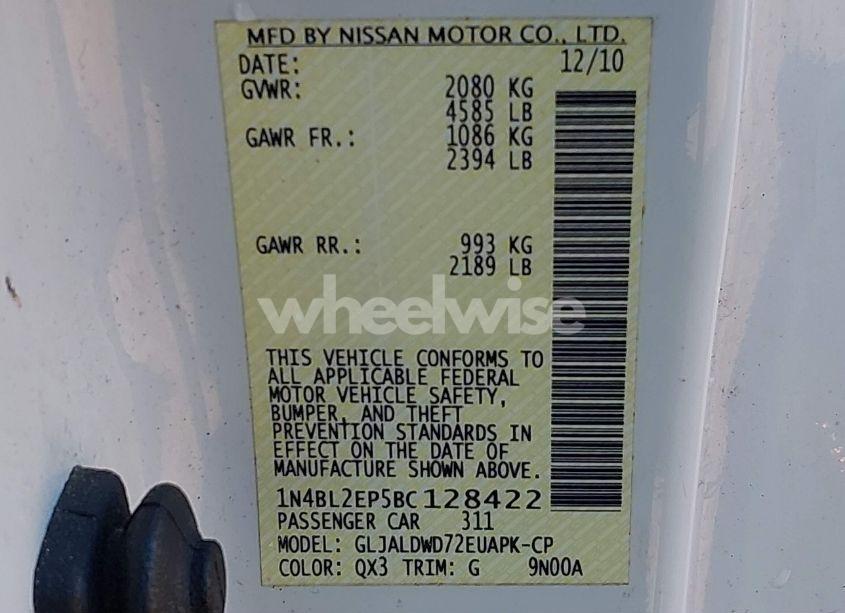 MFD BY NISSAN MOTOR CO., LTD.
DATE: 12/10
GVWR: 2080 KG
4585 LB
GAWR FR.: 1086 KG
2394 LB
GAWR RR.: 993 KG
2189 LB
wheelwise
THIS VEHICLE CONFORMS TO
ALL APPLICABLE FEDERAL
MOTOR VEHICLE SAFETY,
BUMPER, AND THEFT
PREVENTION STANDARDS IN
EFFECT ON THE DATE OF
MANUFACTURE SHOWN ABOVE.
1N4BL2EP5BC128422
PASSENGER CAR 311
MODEL: GLJALDWD72EUAPK-CP
COLOR: QX3 TRIM: G 9N00A